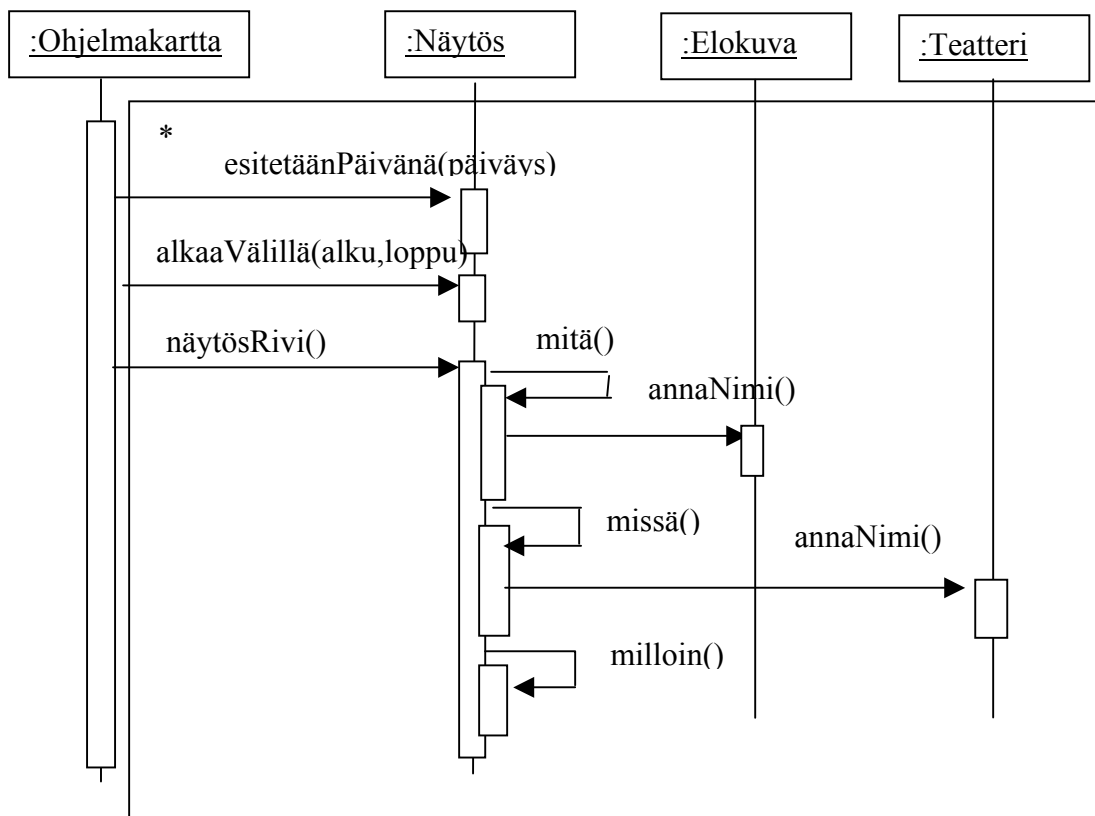 :Ohjelmakartta
:Näytös
:Elokuva
:Teatteri
*
esitetäänPäivänä(päiväys)
alkaaVälillä(alku,loppu)
näytösRivi()
mitä()
annaNimi()
missä()
annaNimi()
milloin()